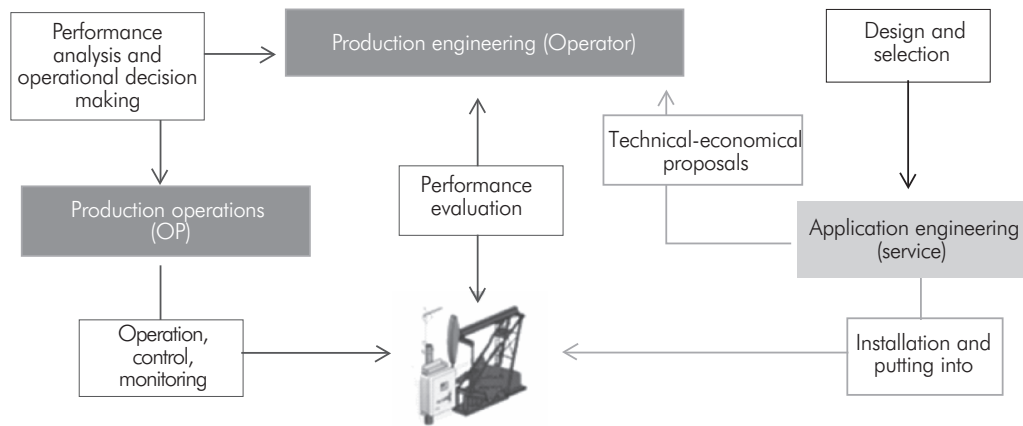 Performance
analysis and
operational decision
making
Production engineering (Operator)
Design and
selection
Technical-economical
proposals
Performance
evaluation
Production operations
(OP)
Application engineering
(service)
Operation,
control,
monitoring
Installation and
putting into